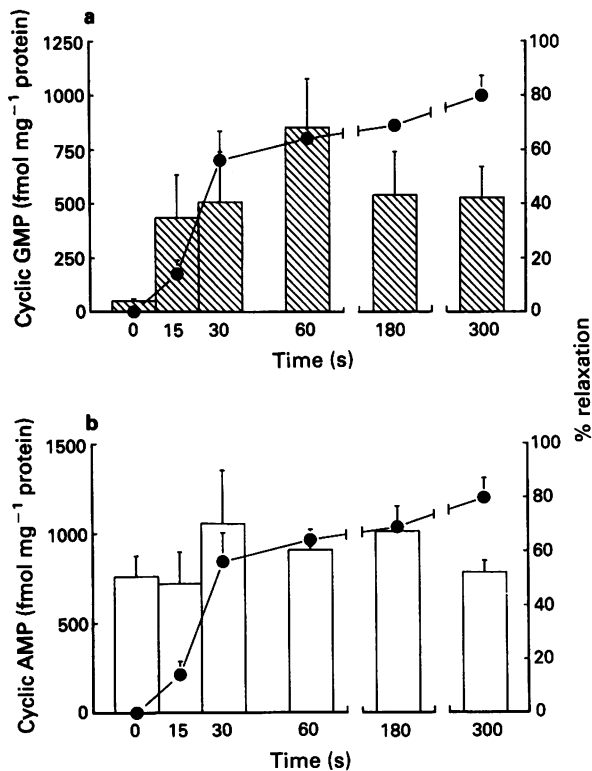 a
Cyclic GMP (fmol mg⁻¹ protein)
1250
1000
750
500
250
0
100
80
60
40
20
0
0 15 30 60 180 300
Time (s)
% relaxation
b
Cyclic AMP (fmol mg⁻¹ protein)
1500
1000
500
0
100
80
60
40
20
0
0 15 30 60 180 300
Time (s)